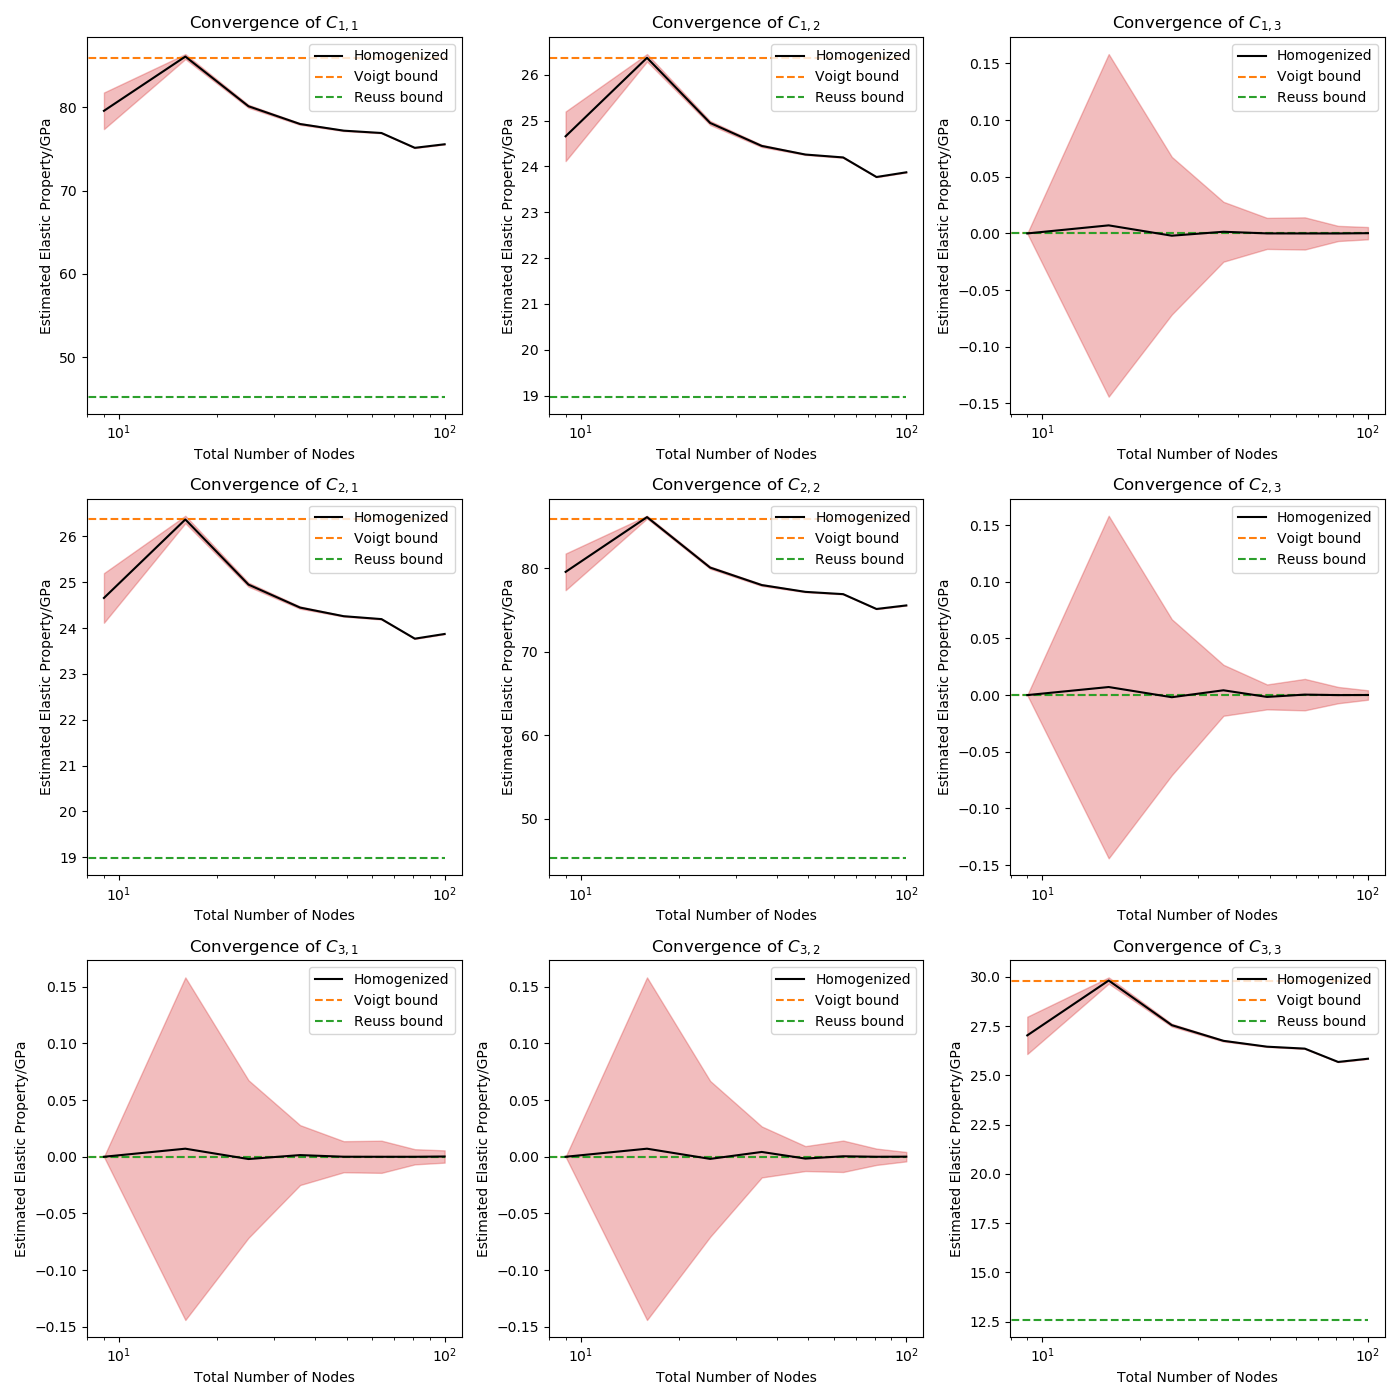 Convergence of C1,1
Homogenized
Voigt bound
Reuss bound
80
70
60
50
Estimated Elastic Property/GPa
10^1
10^2
Total Number of Nodes
Convergence of C1,2
Homogenized
Voigt bound
Reuss bound
26
25
24
23
22
21
20
19
Estimated Elastic Property/GPa
10^1
10^2
Total Number of Nodes
Convergence of C1,3
Homogenized
Voigt bound
Reuss bound
0.15
0.10
0.05
0.00
−0.05
−0.10
−0.15
Estimated Elastic Property/GPa
10^1
10^2
Total Number of Nodes
Convergence of C2,1
Homogenized
Voigt bound
Reuss bound
26
25
24
23
22
21
20
19
Estimated Elastic Property/GPa
10^1
10^2
Total Number of Nodes
Convergence of C2,2
Homogenized
Voigt bound
Reuss bound
80
70
60
50
Estimated Elastic Property/GPa
10^1
10^2
Total Number of Nodes
Convergence of C2,3
Homogenized
Voigt bound
Reuss bound
0.15
0.10
0.05
0.00
−0.05
−0.10
−0.15
Estimated Elastic Property/GPa
10^1
10^2
Total Number of Nodes
Convergence of C3,1
Homogenized
Voigt bound
Reuss bound
0.15
0.10
0.05
0.00
−0.05
−0.10
−0.15
Estimated Elastic Property/GPa
10^1
10^2
Total Number of Nodes
Convergence of C3,2
Homogenized
Voigt bound
Reuss bound
0.15
0.10
0.05
0.00
−0.05
−0.10
−0.15
Estimated Elastic Property/GPa
10^1
10^2
Total Number of Nodes
Convergence of C3,3
Homogenized
Voigt bound
Reuss bound
30.0
27.5
25.0
22.5
20.0
17.5
15.0
12.5
Estimated Elastic Property/GPa
10^1
10^2
Total Number of Nodes